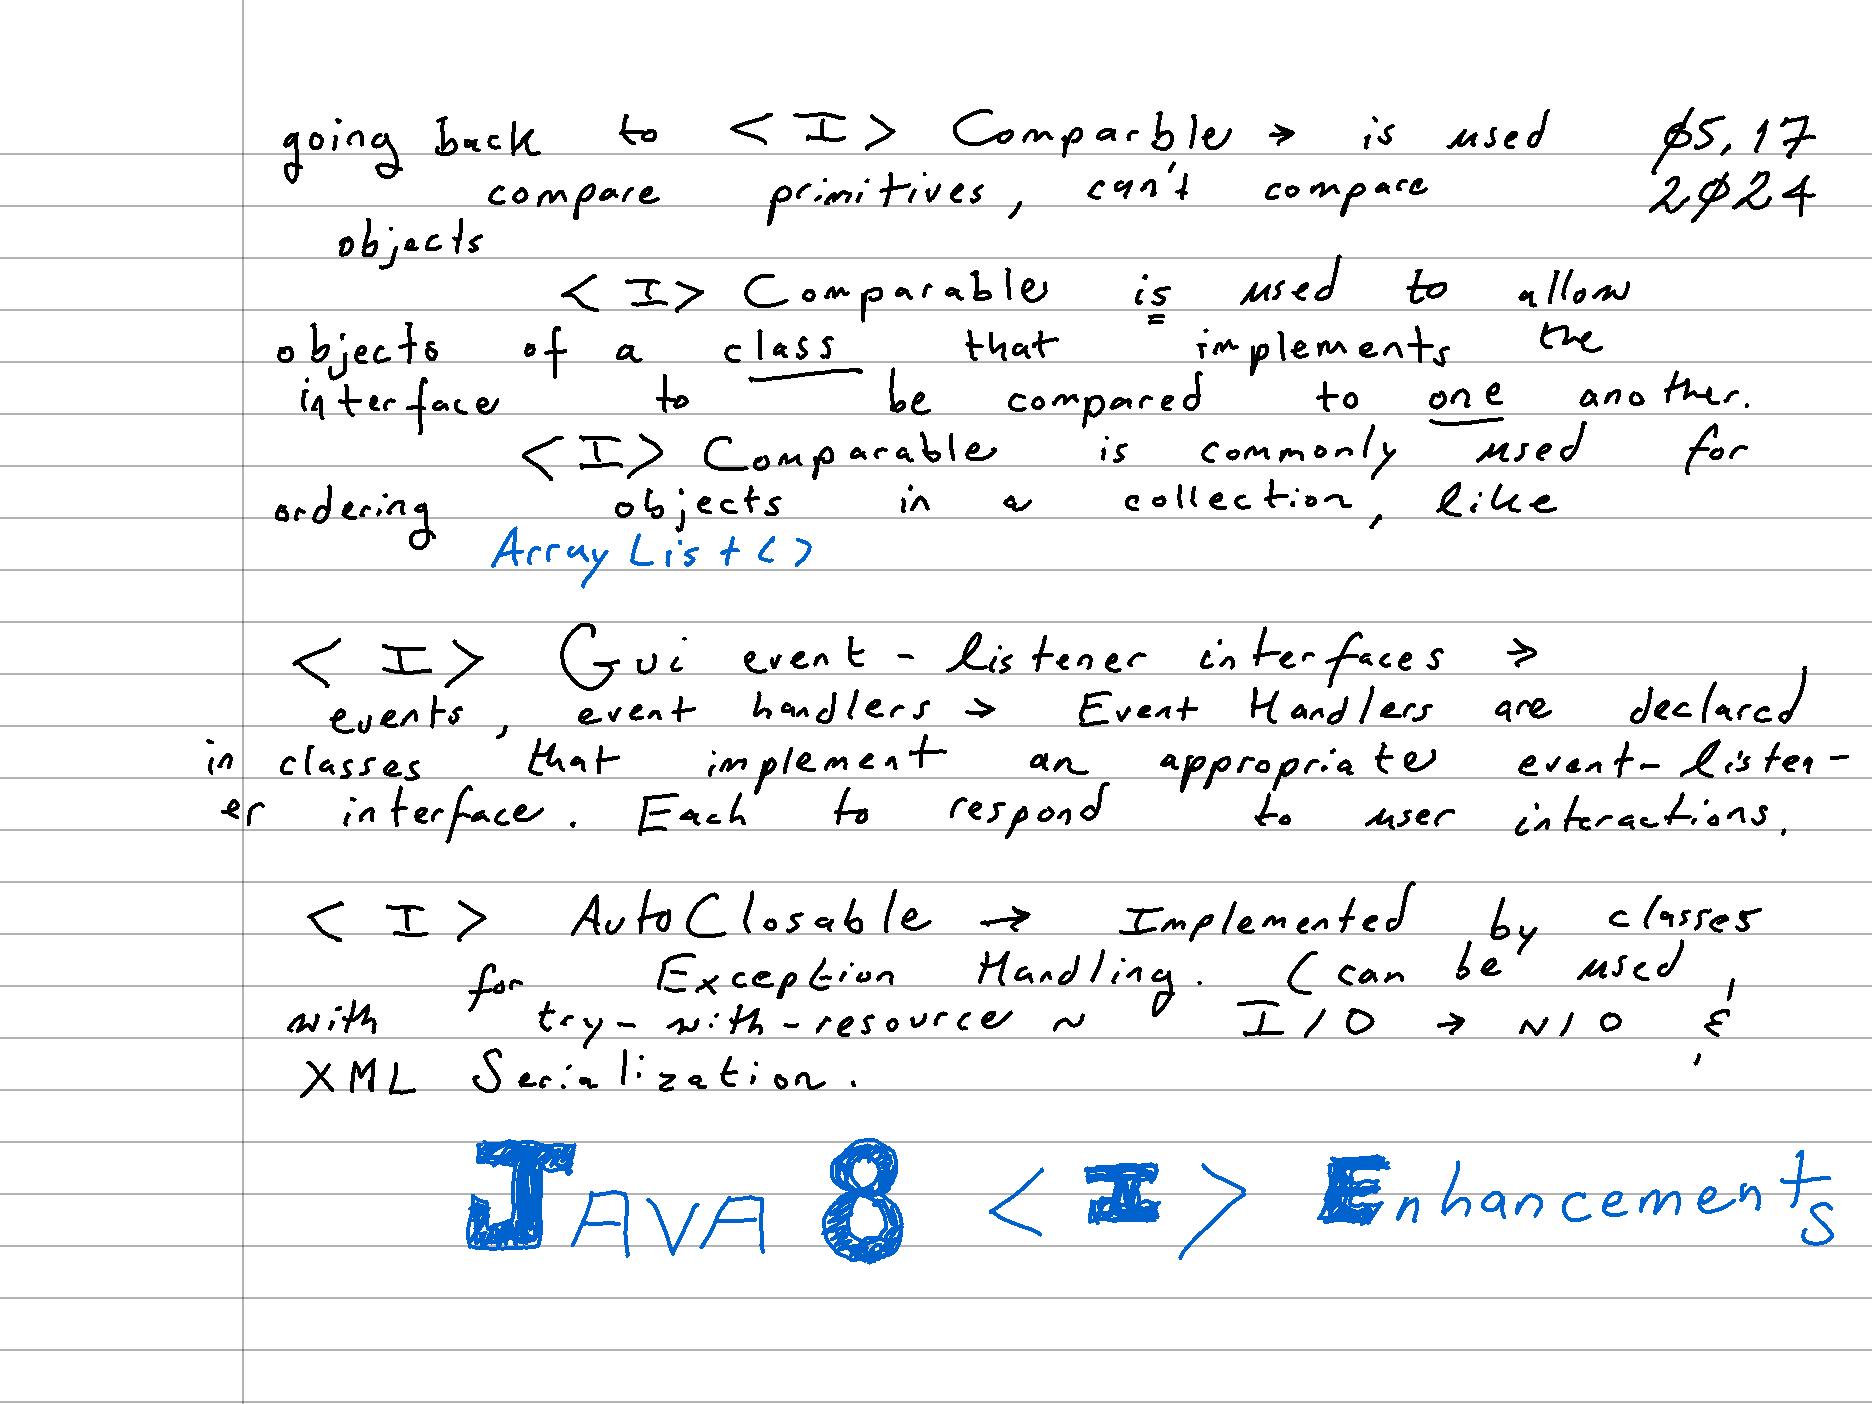 going back to <I> Comparble → is used ø5,17
compare primitives, can't compare 2ø24
objects
<I> Comparable is used to allow
objects of a class that implements the
interface to be compared to one another.
<I> Comparable is commonly used for
ordering objects in a collection, like
ArrayList<>
<I> Gui event-listener interfaces →
events, event handlers → Event Handlers are declared
in classes that implement an appropriate event-listen-
er interface. Each to respond to user interactions.
<I> AutoClosable → Implemented by classes
for Exception Handling. (can be used
with try-with-resource ~ I/O → N/O &
XML Serialization.
JAVA 8 <I> Enhancements